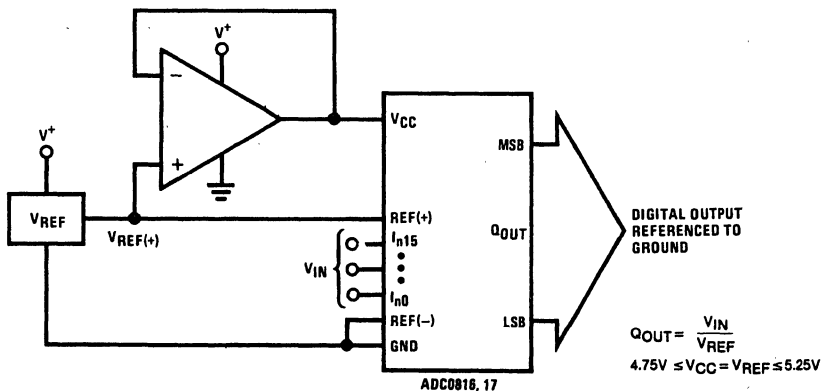 V+
V+
−
+
VCC
MSB
VREF
VREF(+)
REF(+)
In15
QOUT
DIGITAL OUTPUT
REFERENCED TO
GROUND
VIN
In0
REF(−)
LSB
GND
QOUT = VIN / VREF
4.75V ≤ VCC = VREF ≤ 5.25V
ADC0816, 17